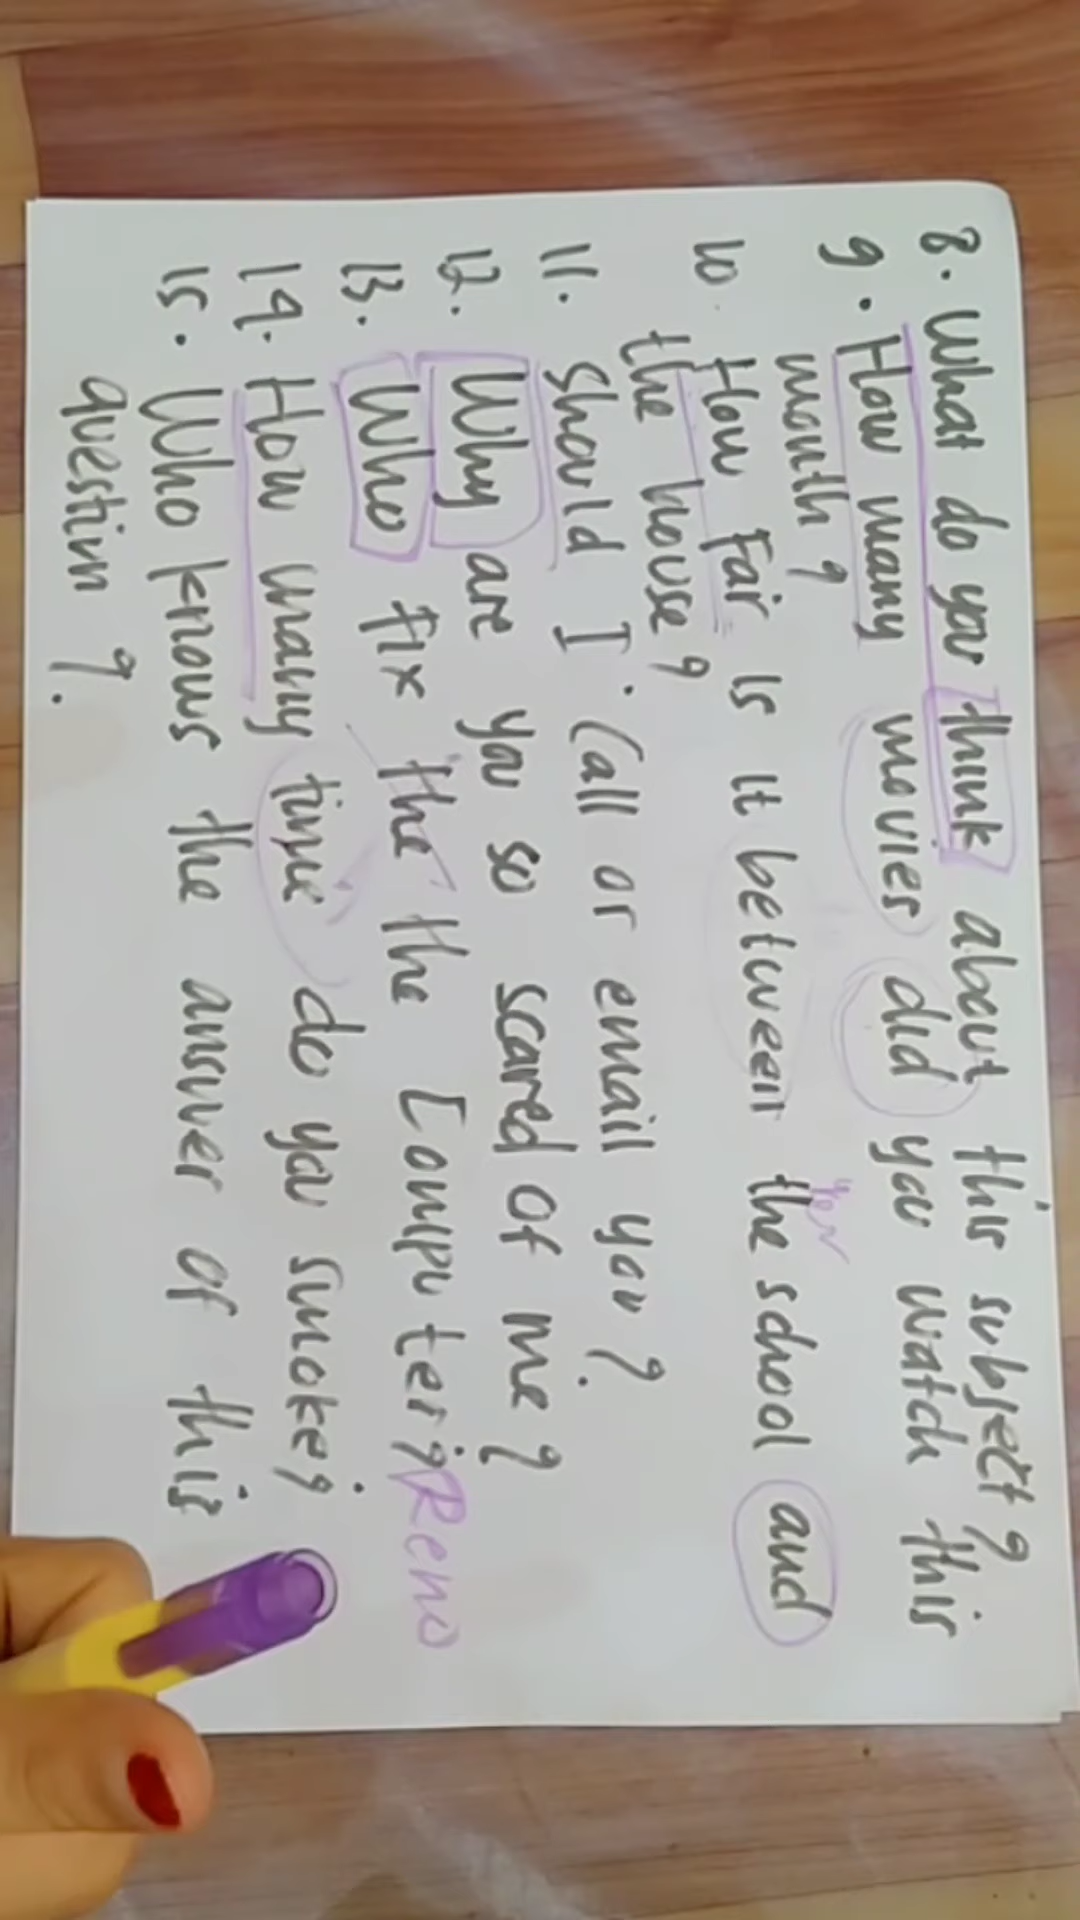 8. What do you think about this subject?
9. How many movies did you watch this
month?
10. How Far Is it between the school and
the house?
11. Should I. Call or email you?
12. Why are you so scared of me?
13. Who fix the the Computer? Reno
14. How many time do you smoke?
15. Who knows the answer of this
question?.